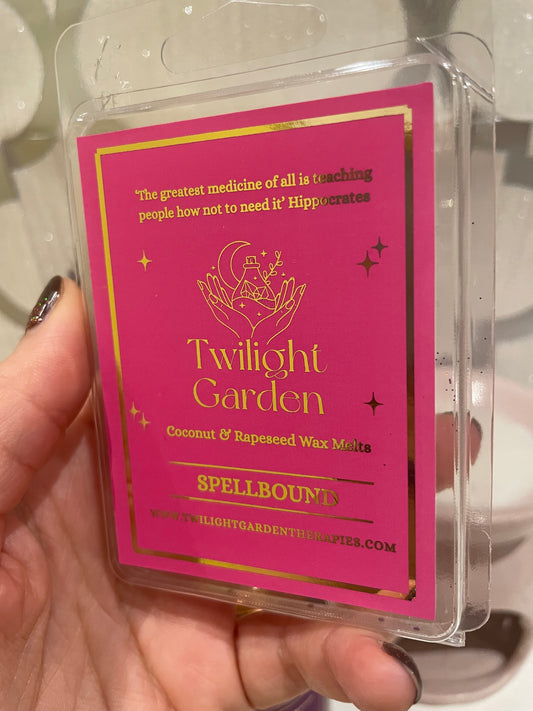 'The greatest medicine of all is teaching
people how not to need it' Hippocrates
Twilight
Garden
Coconut & Rapeseed Wax Melts
SPELLBOUND
WWW.TWILIGHTGARDENTHERAPIES.COM